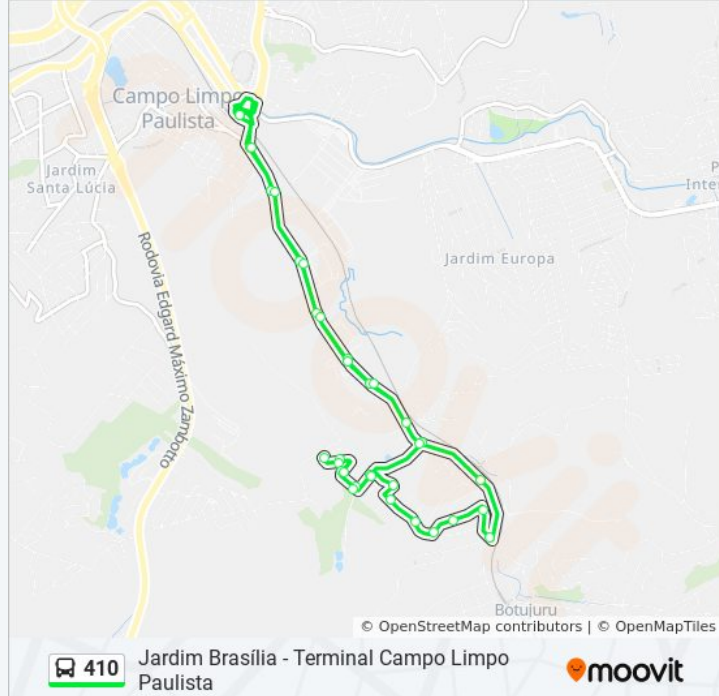 Campo Limpo
Paulista
Jardim
Santa Lúcia
Rodovia Edgard Máximo Zambotto
Jardim Europa
Botujuru
© OpenStreetMap contributors | © OpenMapTiles
410
Jardim Brasília - Terminal Campo Limpo
Paulista
moovit